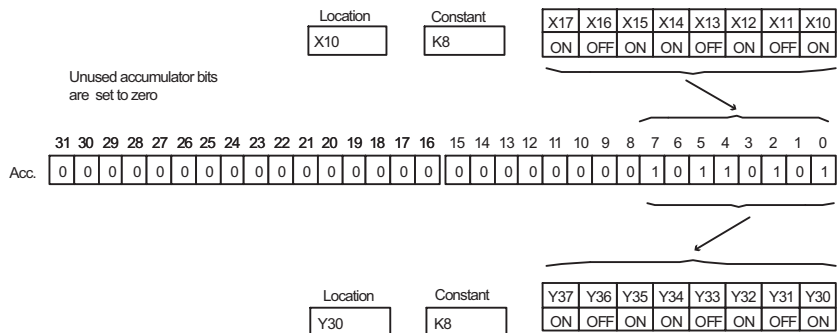 Location Constant X17 X16 X15 X14 X13 X12 X11 X10
X10 K8 ON OFF ON ON OFF ON OFF ON
Unused accumulator bits
are set to zero
31 30 29 28 27 26 25 24 23 22 21 20 19 18 17 16 15 14 13 12 11 10 9 8 7 6 5 4 3 2 1 0
Acc. 0 0 0 0 0 0 0 0 0 0 0 0 0 0 0 0 0 0 0 0 0 0 0 0 1 0 1 1 0 1 0 1
Location Constant Y37 Y36 Y35 Y34 Y33 Y32 Y31 Y30
Y30 K8 ON OFF ON ON OFF ON OFF ON